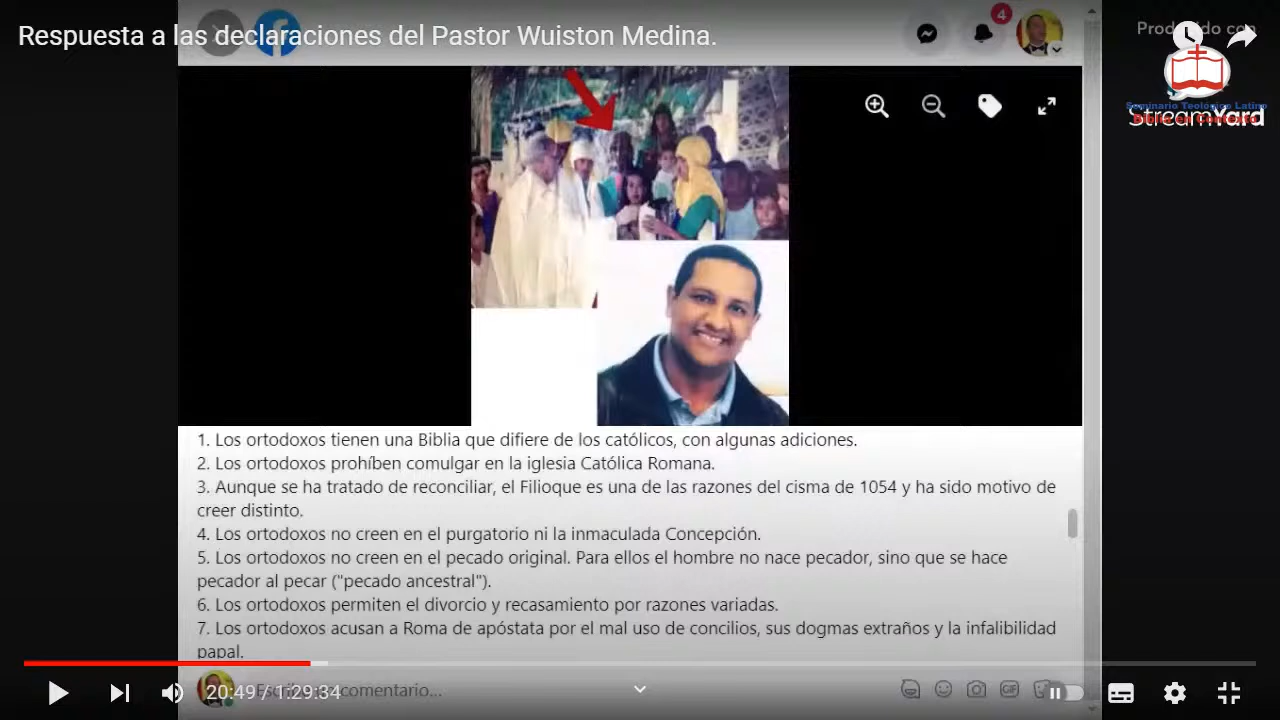 Respuesta a las declaraciones del Pastor Wuiston Medina.
4
Seminario Teológico Latino
StreamYard
1. Los ortodoxos tienen una Biblia que difiere de los católicos, con algunas adiciones.
2. Los ortodoxos prohíben comulgar en la iglesia Católica Romana.
3. Aunque se ha tratado de reconciliar, el Filioque es una de las razones del cisma de 1054 y ha sido motivo de
creer distinto.
4. Los ortodoxos no creen en el purgatorio ni la inmaculada Concepción.
5. Los ortodoxos no creen en el pecado original. Para ellos el hombre no nace pecador, sino que se hace
pecador al pecar ("pecado ancestral").
6. Los ortodoxos permiten el divorcio y recasamiento por razones variadas.
7. Los ortodoxos acusan a Roma de apóstata por el mal uso de concilios, sus dogmas extraños y la infalibilidad
papal.
20:49 / 1:29:34
comentario...
GIF